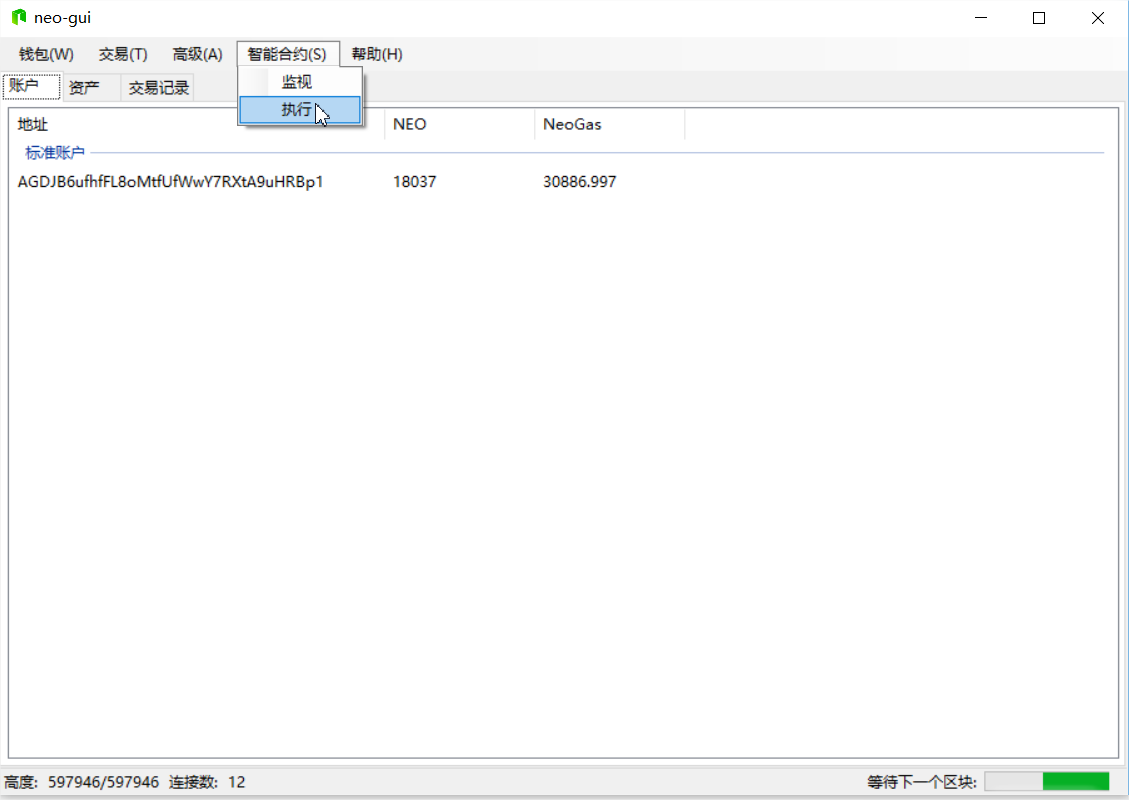 neo-gui
钱包(W) 交易(T) 高级(A) 智能合约(S) 帮助(H)
监视
执行
账户 资产 交易记录
地址 NEO NeoGas
标准账户
AGDJB6ufhfFL8oMtfUfWwY7RXtA9uHRBp1 18037 30886.997
高度: 597946/597946 连接数: 12 等待下一个区块: